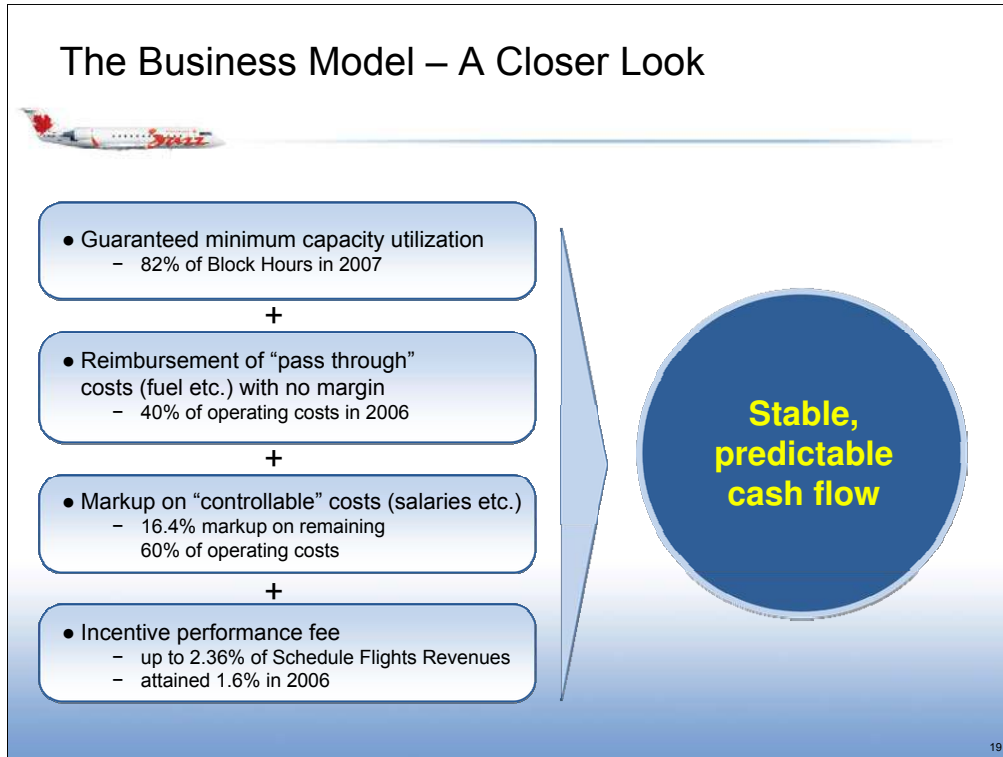 The Business Model – A Closer Look
Jazz
● Guaranteed minimum capacity utilization
− 82% of Block Hours in 2007
+
● Reimbursement of “pass through”
costs (fuel etc.) with no margin
− 40% of operating costs in 2006
+
● Markup on “controllable” costs (salaries etc.)
− 16.4% markup on remaining
60% of operating costs
+
● Incentive performance fee
− up to 2.36% of Schedule Flights Revenues
− attained 1.6% in 2006
Stable,
predictable
cash flow
19